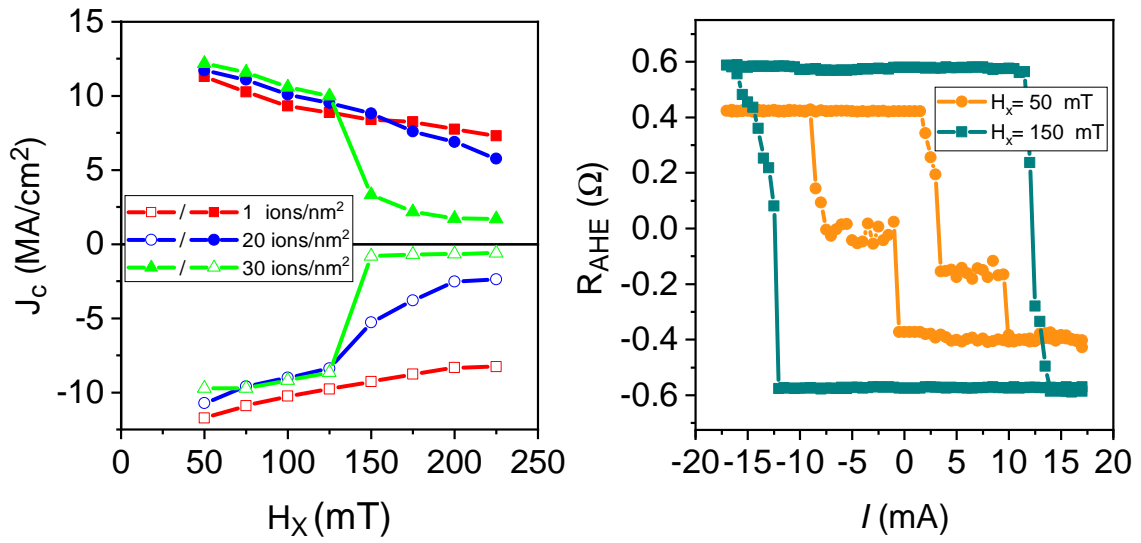 15
10
5
0
-5
-10
J_C (MA/cm²)
/ 1 ions/nm²
/ 20 ions/nm²
/ 30 ions/nm²
0 50 100 150 200 250
H_X (mT)
0.6
0.4
0.2
0.0
-0.2
-0.4
-0.6
R_AHE (Ω)
H_x= 50 mT
H_x= 150 mT
-20 -15 -10 -5 0 5 10 15 20
I (mA)